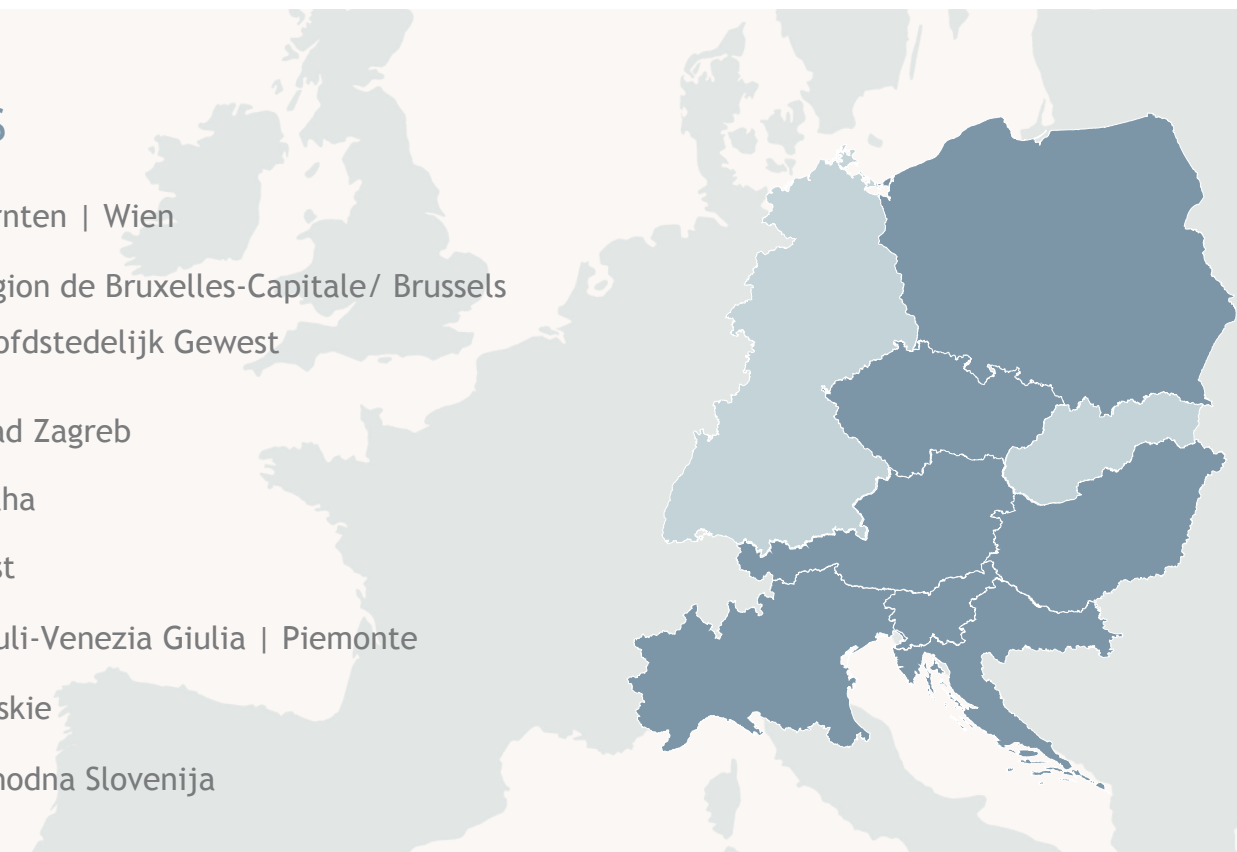 s
rnten | Wien
gion de Bruxelles-Capitale/ Brussels
ofdstedelijk Gewest
ad Zagreb
ha
st
uli-Venezia Giulia | Piemonte
skie
hodna Slovenija